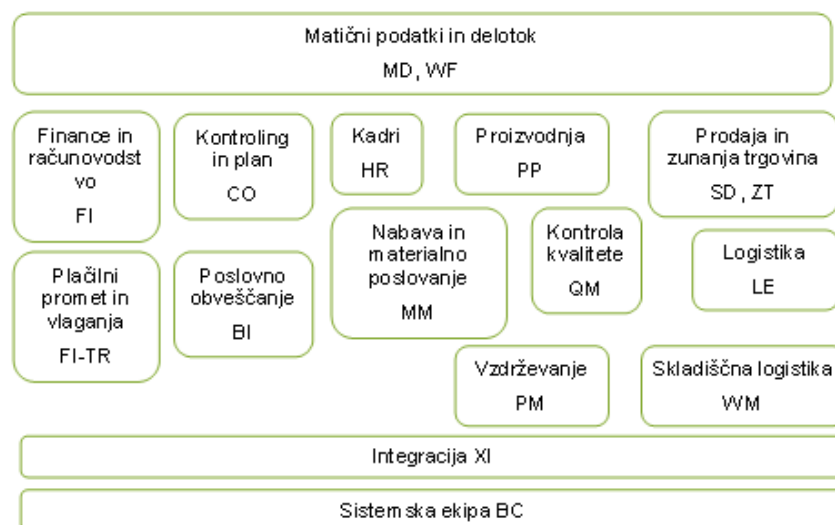 Matični podatki in delotok
MD, WF
Finance in
računovodst
vo
FI
Kontroling
in plan
CO
Kadri
HR
Proizvodnja
PP
Prodaja in
zunanja trgovina
SD, ZT
Plačilni
promet in
vlaganja
FI-TR
Poslovno
obveščanje
BI
Nabava in
materialno
poslovanje
MM
Kontrola
kvalitete
QM
Logistika
LE
Vzdrževanje
PM
Skladiščna logistika
WM
Integracija XI
Sistemska ekipa BC